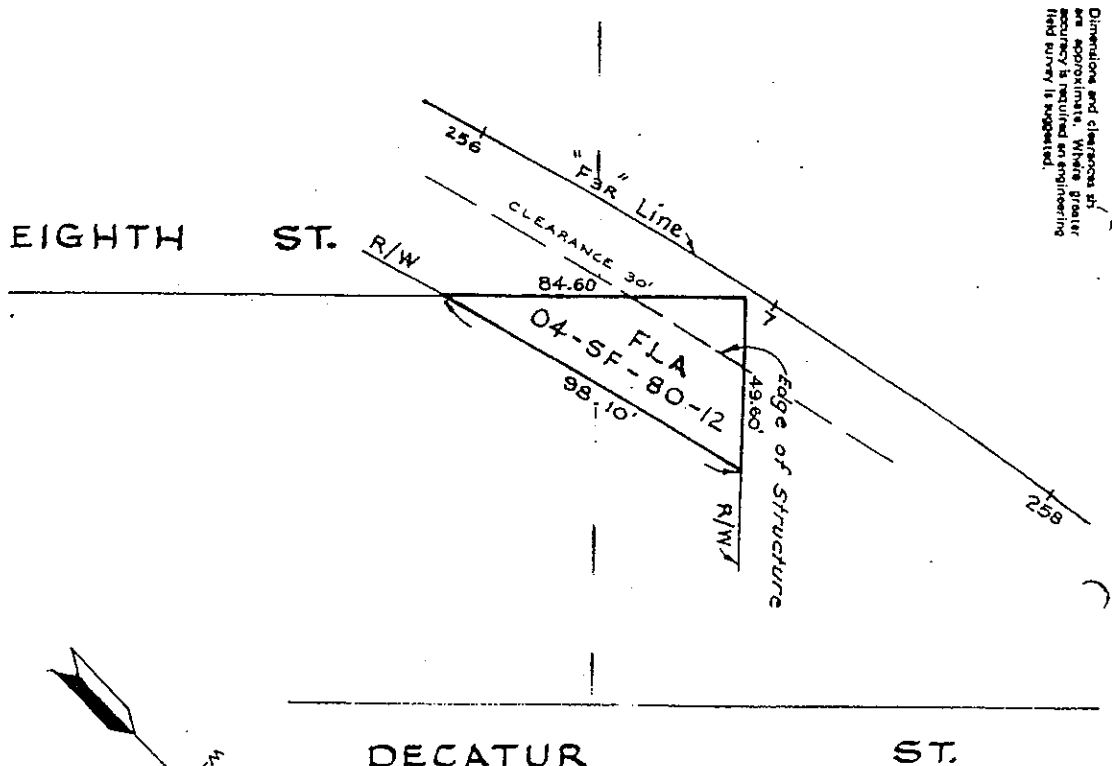 Dimensions and clearances sh
are approximate. Where greater
accuracy is required an engineering
field survey is suggested.
256
"F3R" Line
CLEARANCE 30'
EIGHTH ST.
R/W
84.60
7
FLA
04-SF-80-12
98.10'
49.60'
Edge of Structure
R/W
258
DECATUR ST.